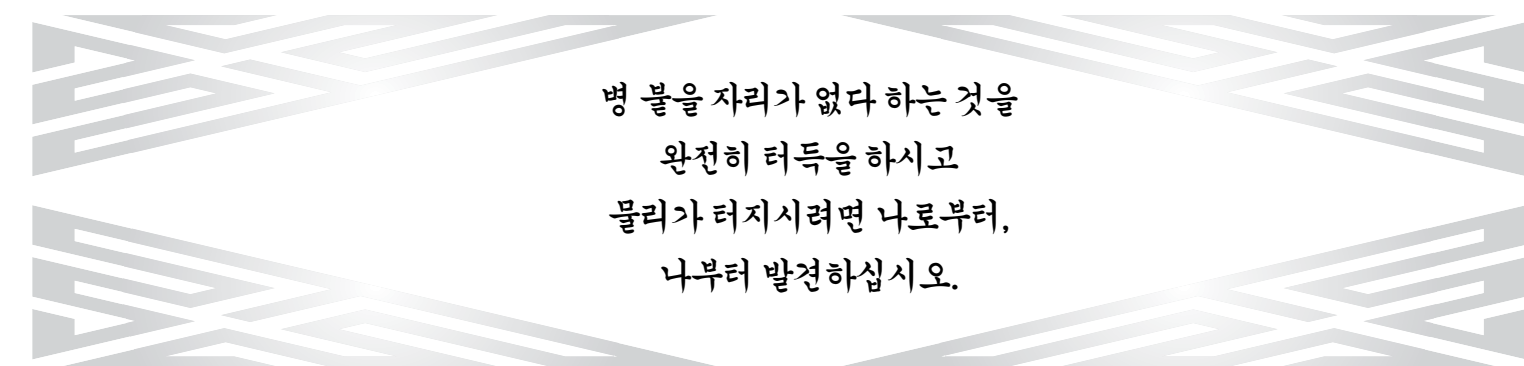 병 붙을 자리가 없다 하는 것을
완전히 터득을 하시고
물리가 터지시려면 나로부터,
나부터 발견하십시오.